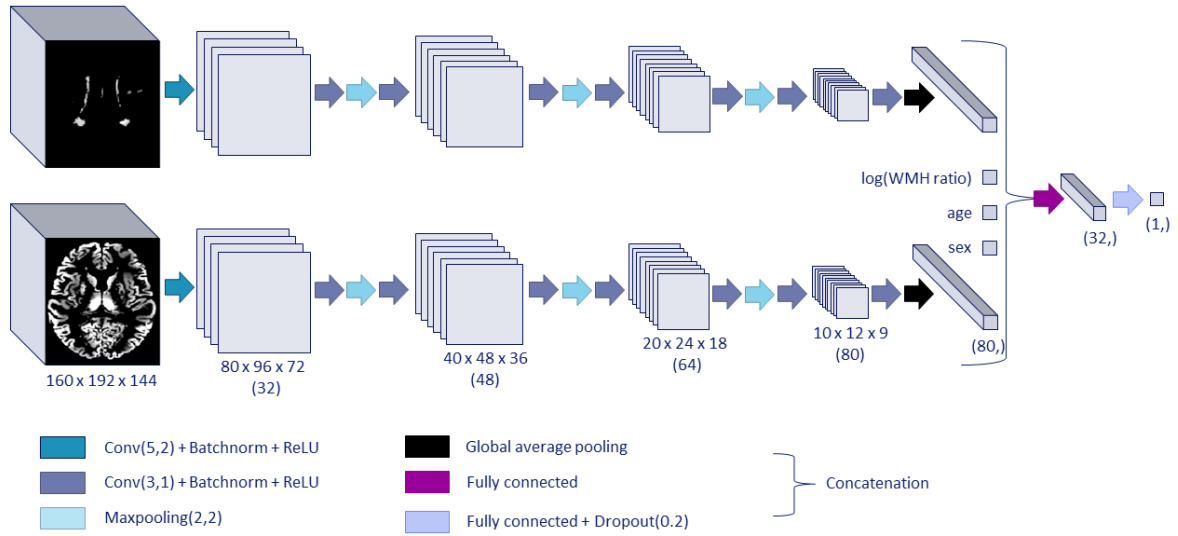 log(WMH ratio)
age
sex
(32,)
(1,)
160 x 192 x 144
80 x 96 x 72
(32)
40 x 48 x 36
(48)
20 x 24 x 18
(64)
10 x 12 x 9
(80)
(80,)
Conv(5,2) + Batchnorm + ReLU
Conv(3,1) + Batchnorm + ReLU
Maxpooling(2,2)
Global average pooling
Fully connected
Fully connected + Dropout(0.2)
Concatenation